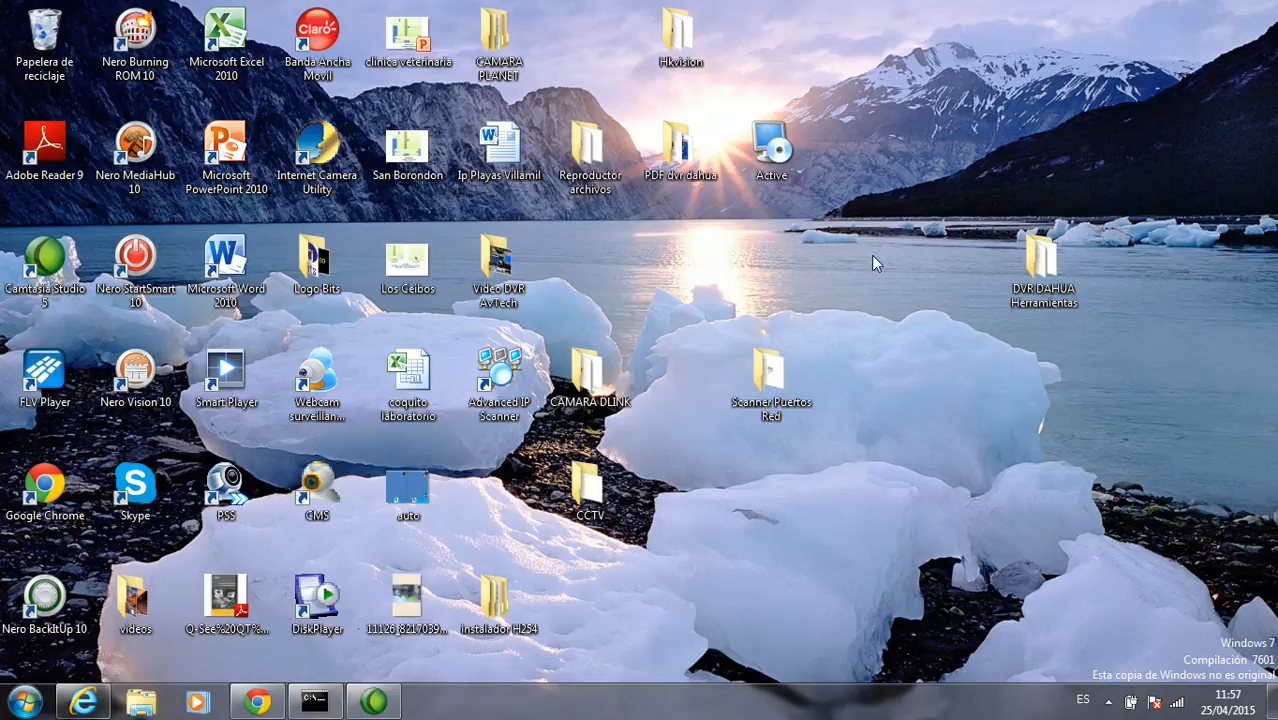 Papelera de
reciclaje
Nero Burning
ROM 10
Microsoft Excel
2010
Claro
Banda Ancha
Movil
clinica veterinaria
CAMARA
PLANET
Hkvision
Adobe Reader 9
Nero MediaHub
10
Microsoft
PowerPoint 2010
Internet Camera
Utility
San Borondon
Ip Playas Villamil
Reproductor
archivos
PDF dvr dahua
Active
Camtasia Studio
5
Nero StartSmart
10
Microsoft Word
2010
Logo Bits
Los Ceibos
Video DVR
AvTech
DVR DAHUA
Herramientas
FLV Player
Nero Vision 10
Smart Player
Webcam
surveillan...
coquito
laboratorio
Advanced IP
Scanner
CAMARA DLINK
Scanner Puertos
Red
Google Chrome
Skype
PSS
CMS
auto
CCTV
Nero BackItUp 10
videos
Q-See%20QT%...
DiskPlayer
11126_8217039...
instalador H264
Windows 7
Compilación 7601
Esta copia de Windows no es original
C:\_
ES
11:57
25/04/2015